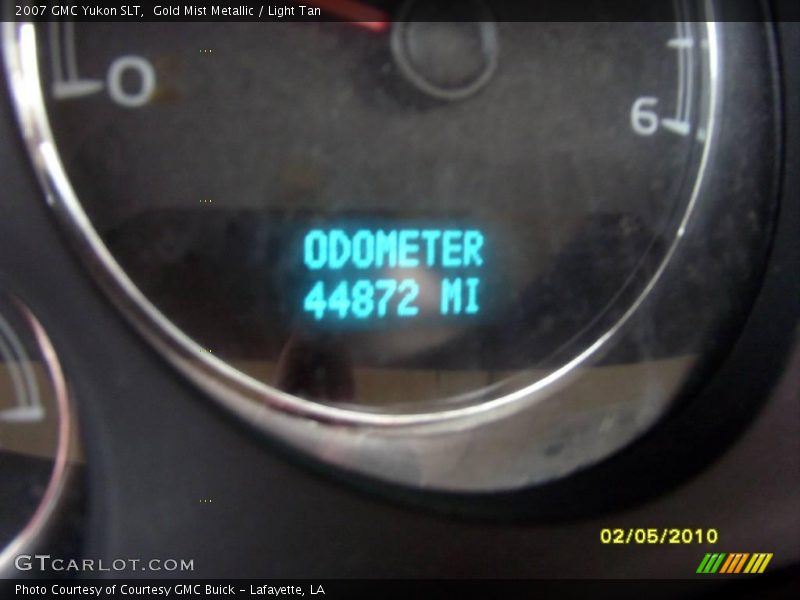 2007 GMC Yukon SLT,  Gold Mist Metallic / Light Tan
0
6
ODOMETER
44872 MI
02/05/2010
GTCARLOT.COM
Photo Courtesy of Courtesy GMC Buick - Lafayette, LA